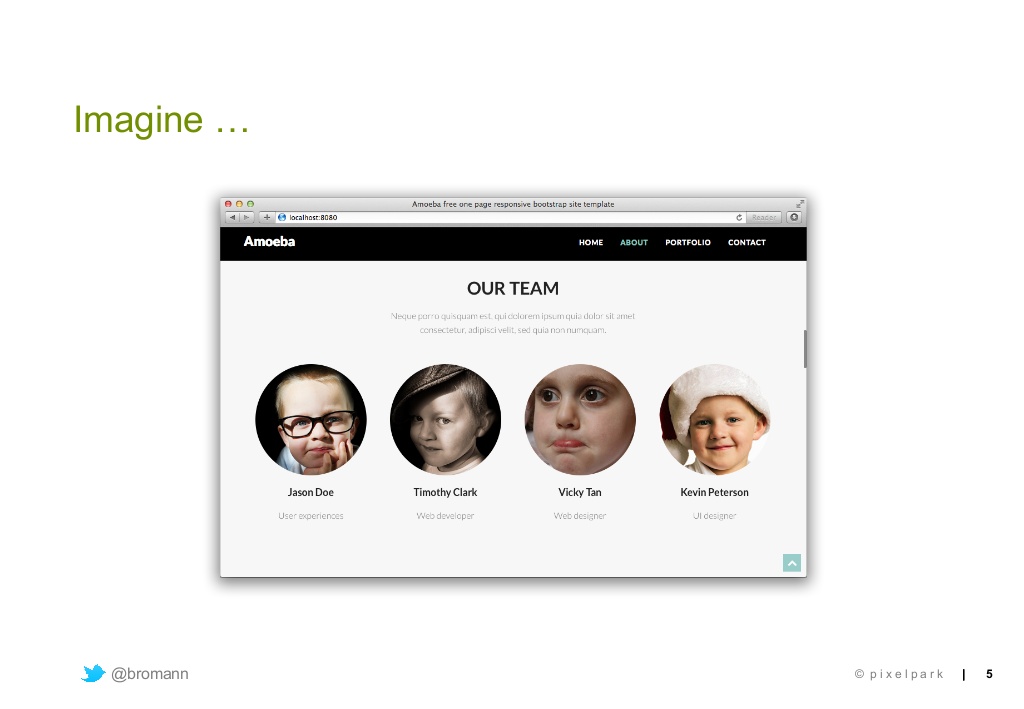 Imagine …
Amoeba free one page responsive bootstrap site template
localhost:8080
Reader
Amoeba
HOME ABOUT PORTFOLIO CONTACT
OUR TEAM
Neque porro quisquam est, qui dolorem ipsum quia dolor sit amet
consectetur, adipisci velit, sed quia non numquam.
Jason Doe Timothy Clark Vicky Tan Kevin Peterson
User experiences Web developer Web designer UI designer
@bromann
© pixelpark | 5